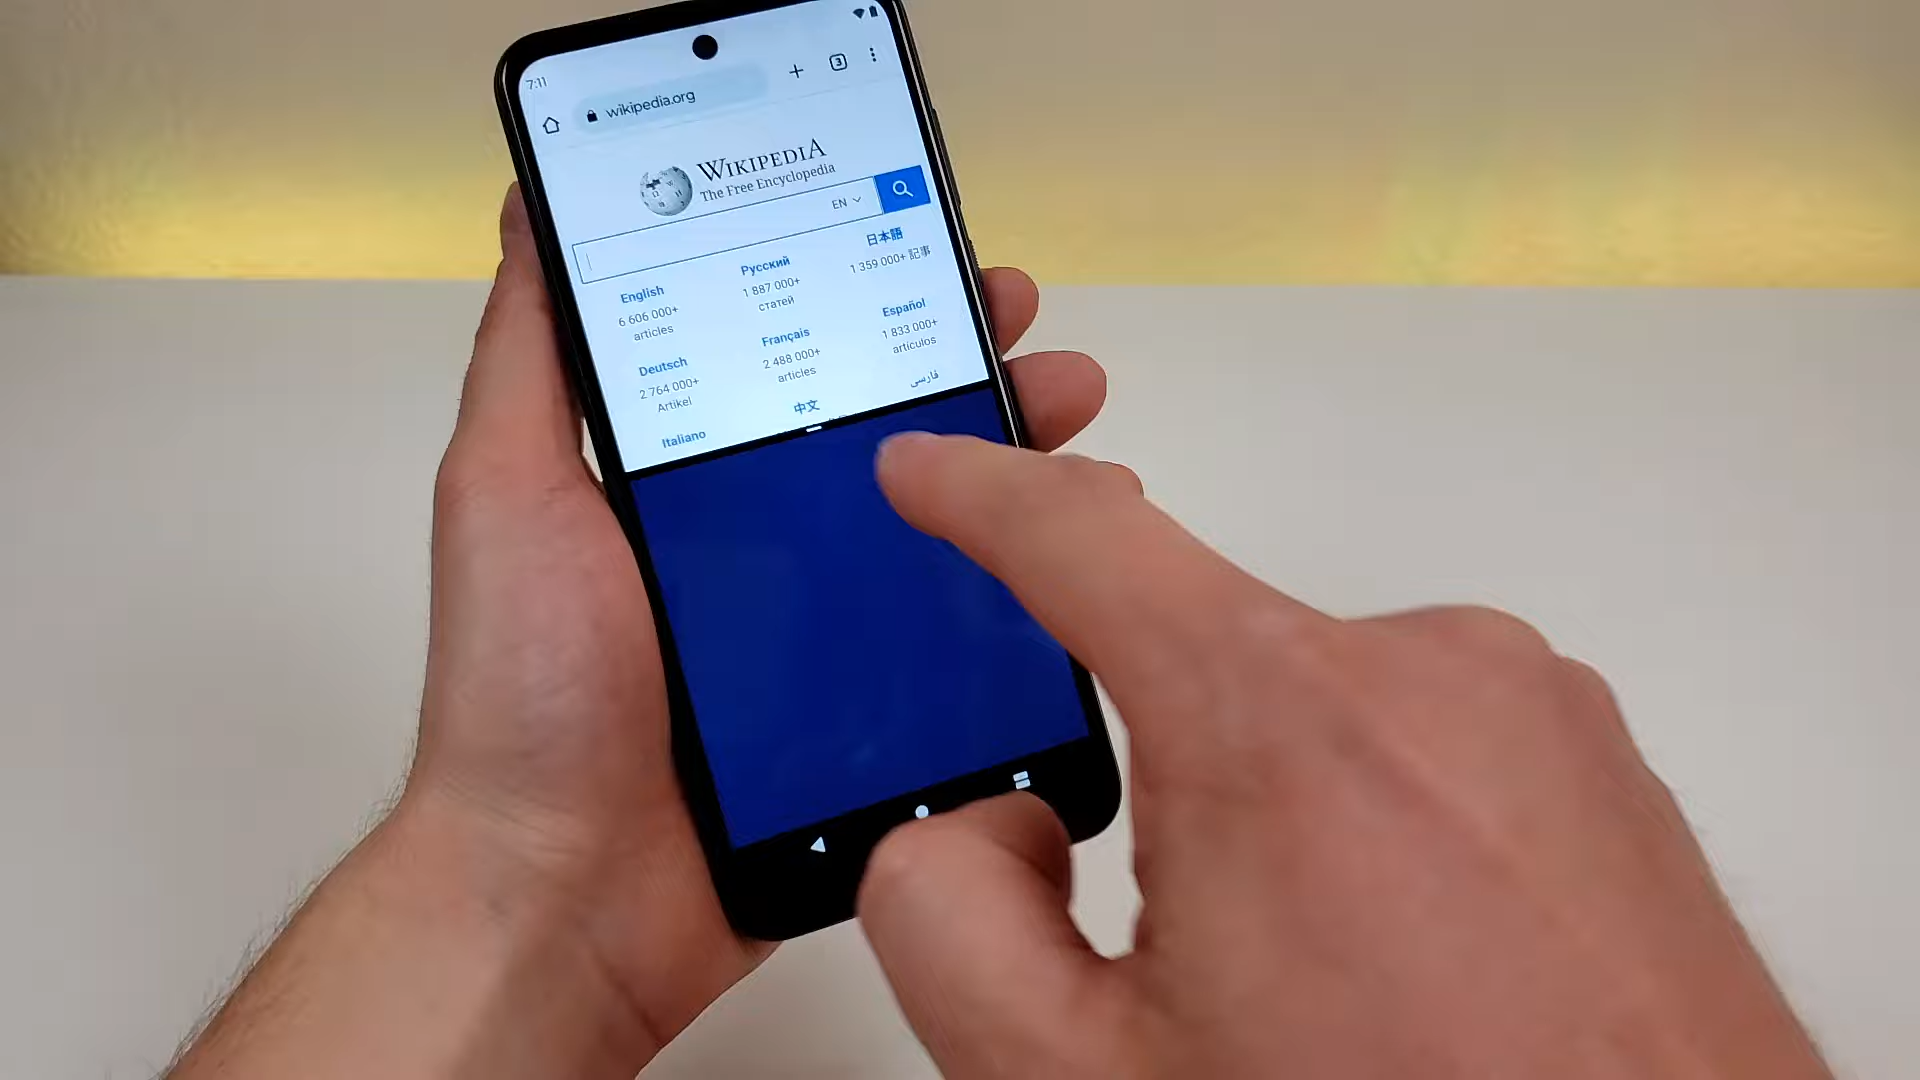 7:11
wikipedia.org
3
WIKIPEDIA
The Free Encyclopedia
EN
English
6 606 000+
articles
Русский
1 887 000+
статей
日本語
1 359 000+ 記事
Deutsch
2 764 000+
Artikel
Français
2 488 000+
articles
Español
1 833 000+
artículos
Italiano
中文
فارسی